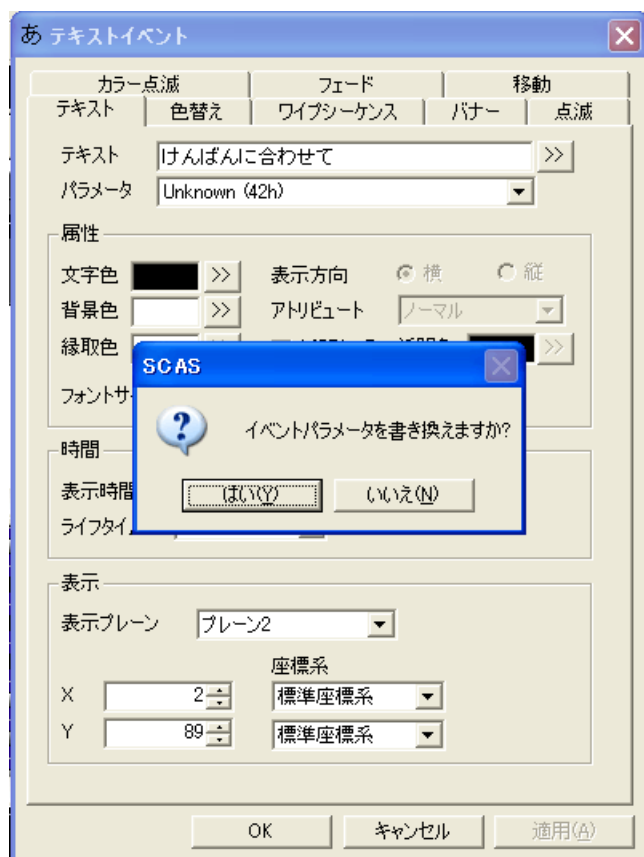 あ テキストイベント
カラー点滅 フェード 移動
テキスト 色替え ワイプシーケンス バナー 点滅
テキスト けんばんに合わせて >>
パラメータ Unknown (42h)
属性
文字色 >> 表示方向 横 縦
背景色 >> アトリビュート ノーマル
縁取色 >>
SCAS
フォントサ
イベントパラメータを書き換えますか?
時間
はい(Y) いいえ(N)
表示時間
ライフタイ
表示
表示プレーン プレーン2
座標系
X 2 標準座標系
Y 89 標準座標系
OK キャンセル 適用(A)